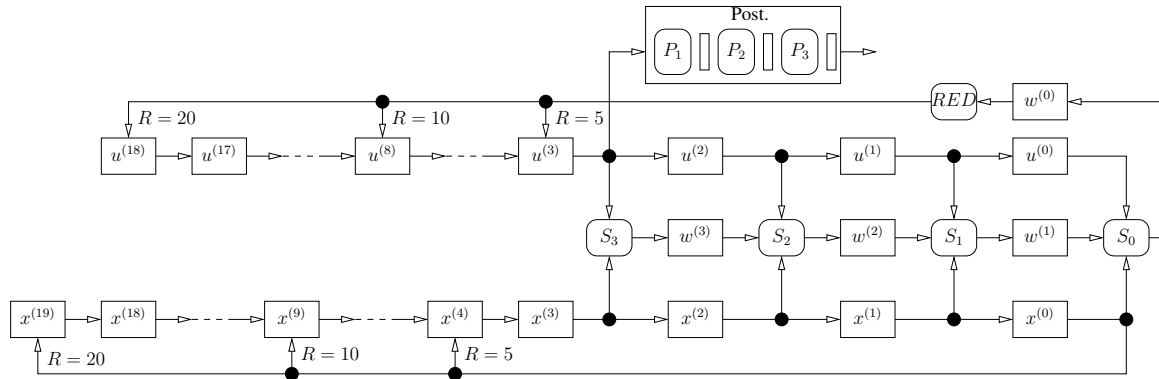 Post.
P₁ P₂ P₃
RED w⁽⁰⁾
R = 20 R = 10 R = 5
u⁽¹⁸⁾ u⁽¹⁷⁾ u⁽⁸⁾ u⁽³⁾ u⁽²⁾ u⁽¹⁾ u⁽⁰⁾
S₃ w⁽³⁾ S₂ w⁽²⁾ S₁ w⁽¹⁾ S₀
x⁽¹⁹⁾ x⁽¹⁸⁾ x⁽⁹⁾ x⁽⁴⁾ x⁽³⁾ x⁽²⁾ x⁽¹⁾ x⁽⁰⁾
R = 20 R = 10 R = 5